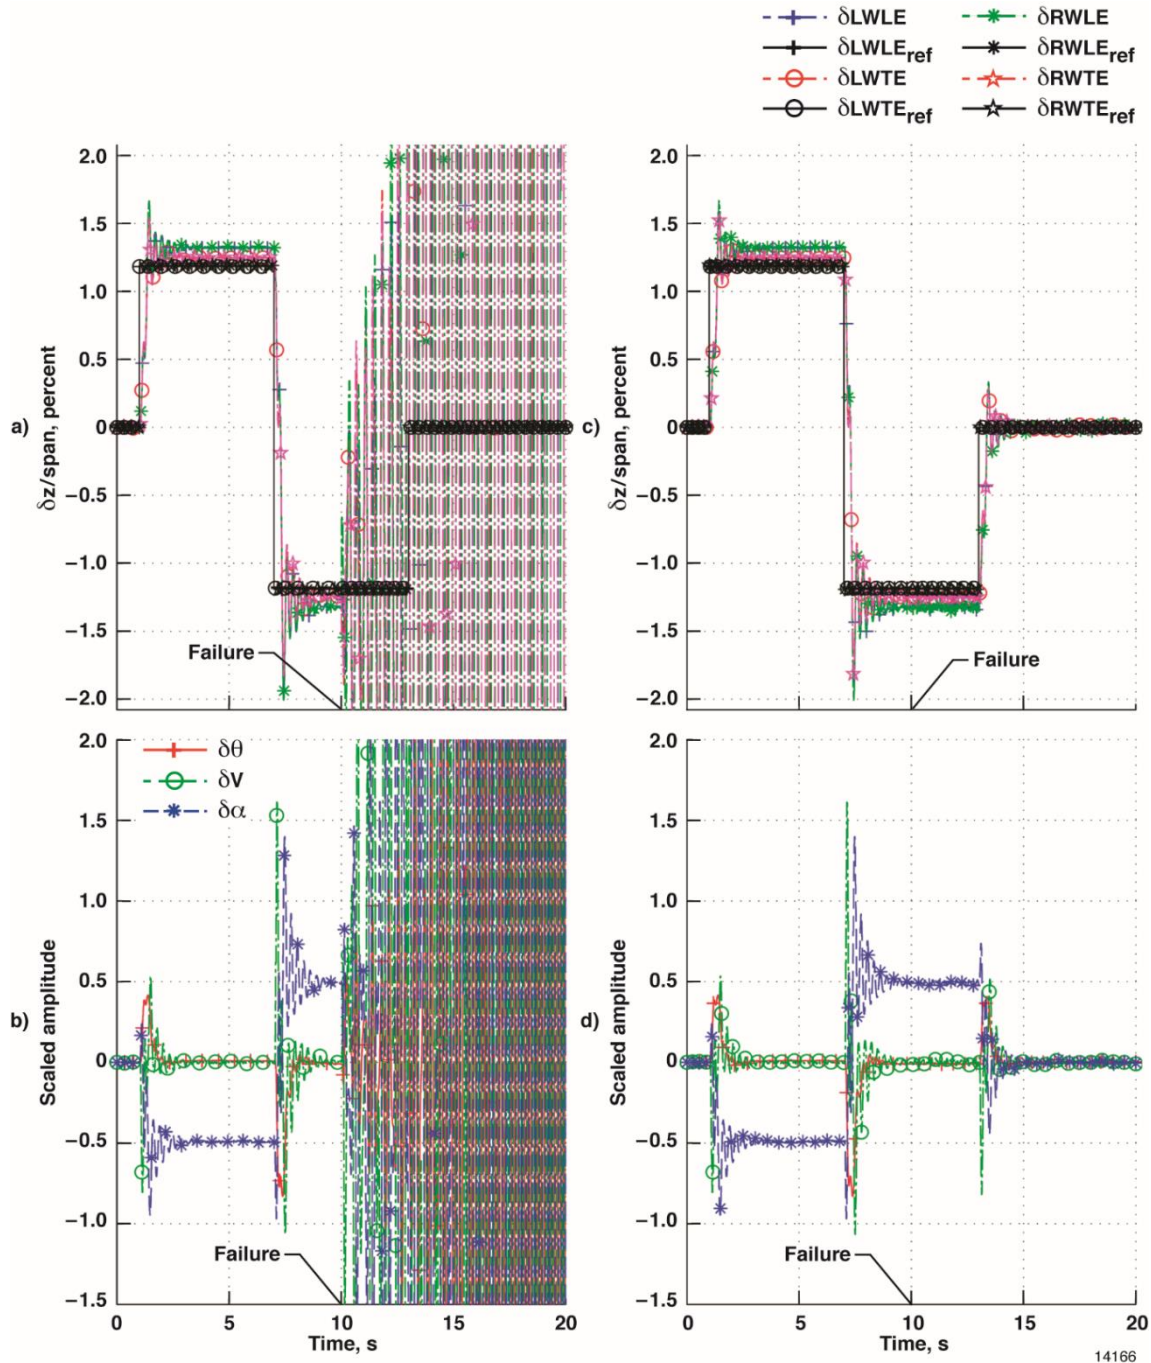 δLWLE δRWLE
δLWLEref δRWLEref
δLWTE δRWTE
δLWTEref δRWTEref
a)
δz/span, percent
2.0
1.5
1.0
0.5
0
−0.5
−1.0
−1.5
−2.0
Failure
c)
δz/span, percent
2.0
1.5
1.0
0.5
0
−0.5
−1.0
−1.5
−2.0
Failure
b)
Scaled amplitude
2.0
1.5
1.0
0.5
0
−0.5
−1.0
−1.5
δθ
δV
δα
Failure
0 5 10 15 20
Time, s
d)
Scaled amplitude
2.0
1.5
1.0
0.5
0
−0.5
−1.0
−1.5
Failure
0 5 10 15 20
Time, s
14166